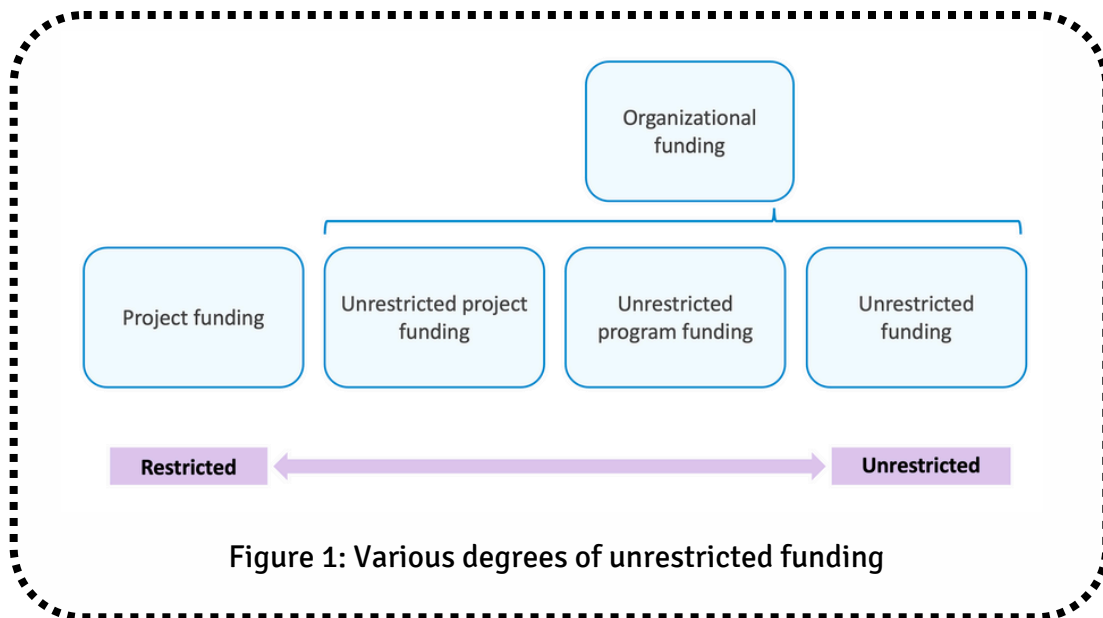 Organizational
funding
Project funding
Unrestricted project
funding
Unrestricted
program funding
Unrestricted
funding
Restricted
Unrestricted
Figure 1: Various degrees of unrestricted funding